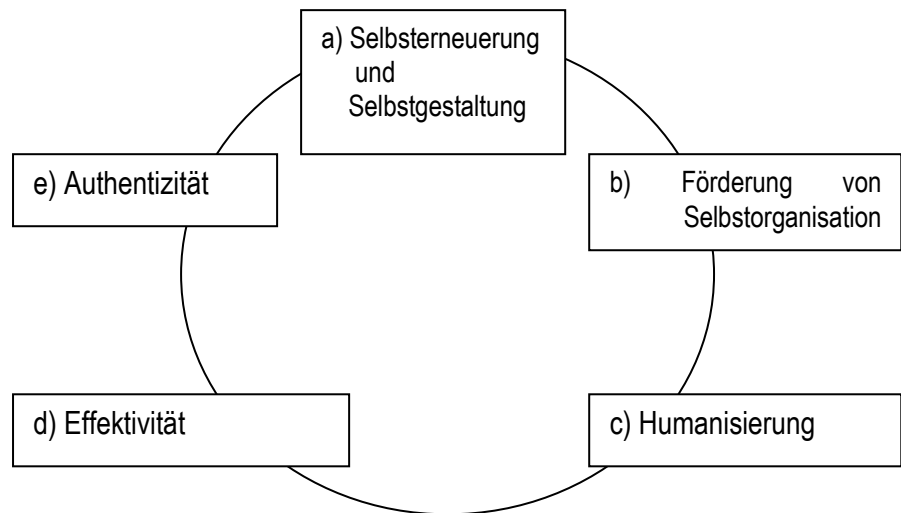 a) Selbsterneuerung
und
Selbstgestaltung
b) Förderung von
Selbstorganisation
c) Humanisierung
d) Effektivität
e) Authentizität